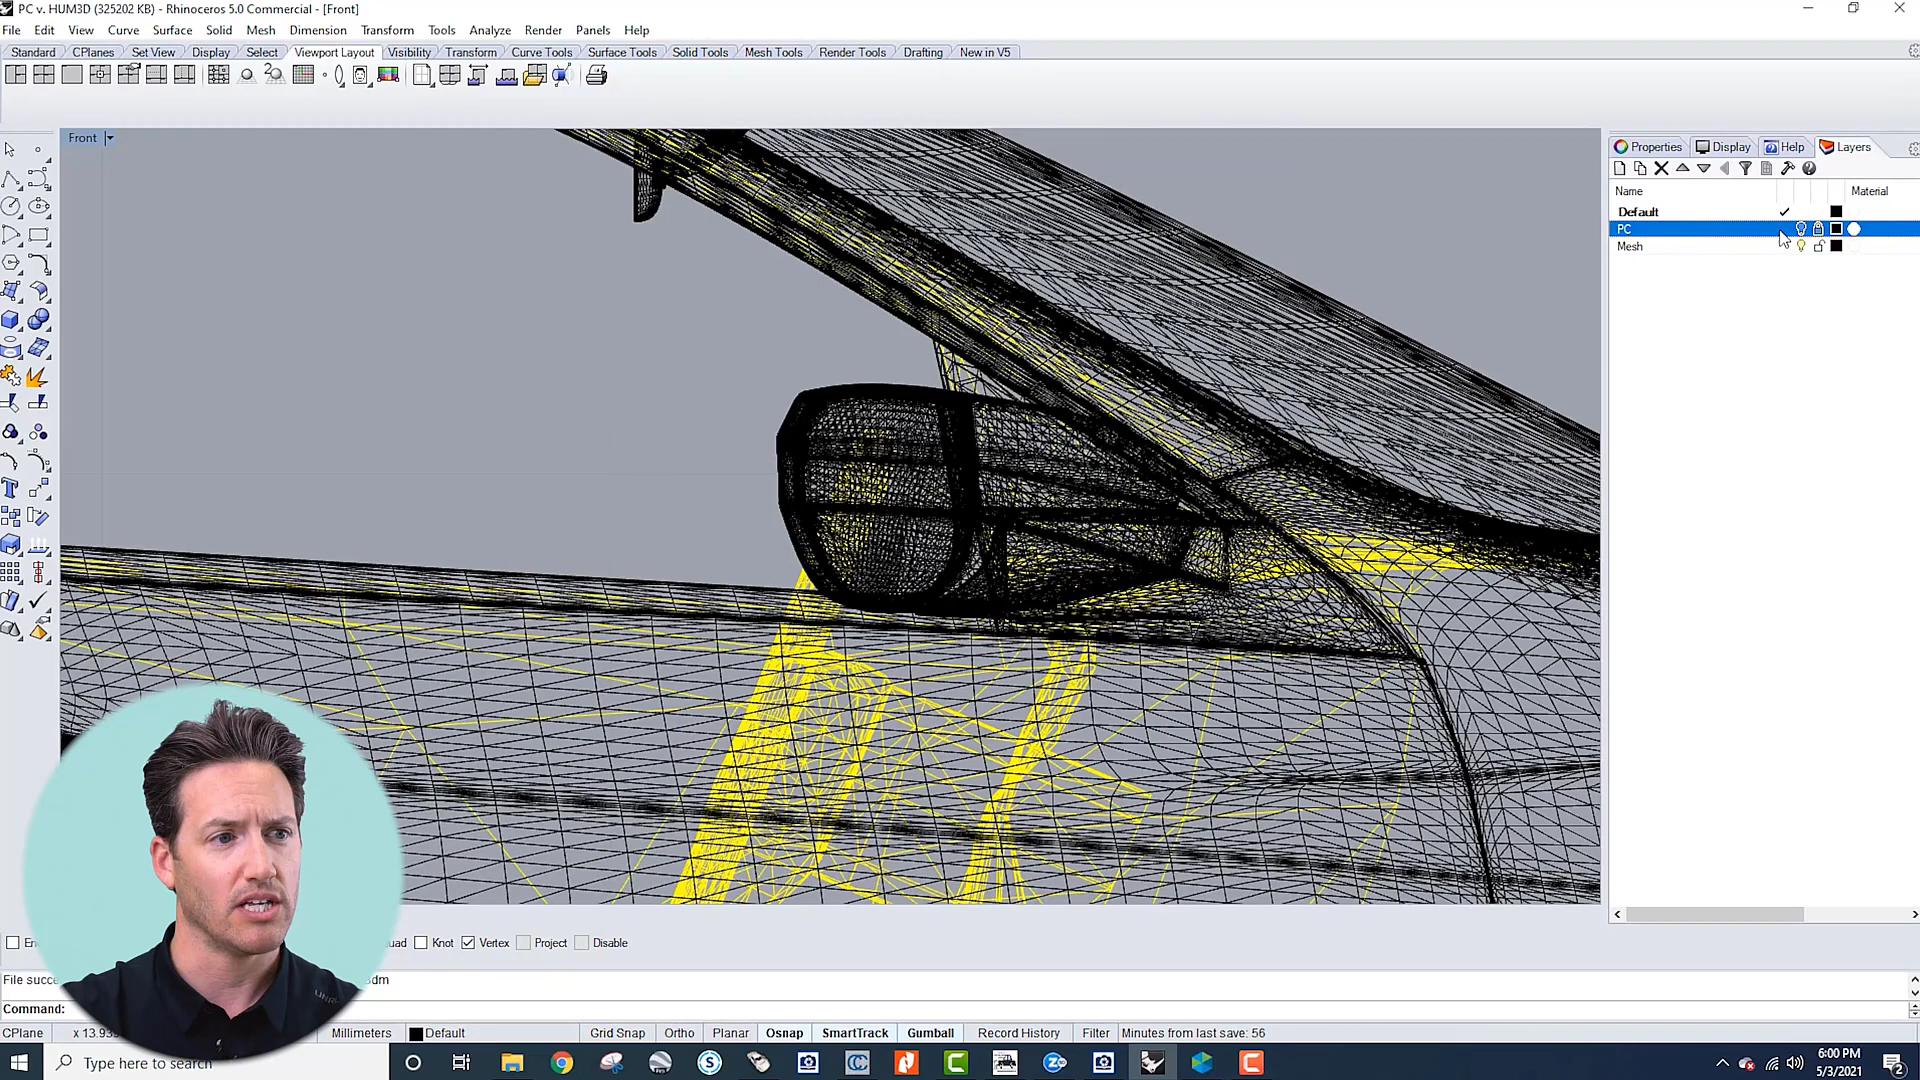 PC v. HUM3D (325202 KB) - Rhinoceros 5.0 Commercial - [Front]
File Edit View Curve Surface Solid Mesh Dimension Transform Tools Analyze Render Panels Help
Standard CPlanes Set View Display Select Viewport Layout Visibility Transform Curve Tools Surface Tools Solid Tools Mesh Tools Render Tools Drafting New in V5
Front
Properties Display Help Layers
Name Material
Default
PC
Mesh
Knot Vertex Project Disable
File
Command:
CPlane Millimeters Default Grid Snap Ortho Planar Osnap SmartTrack Gumball Record History Filter Minutes from last save: 56
Type here to search
6:00 PM
5/3/2021
2